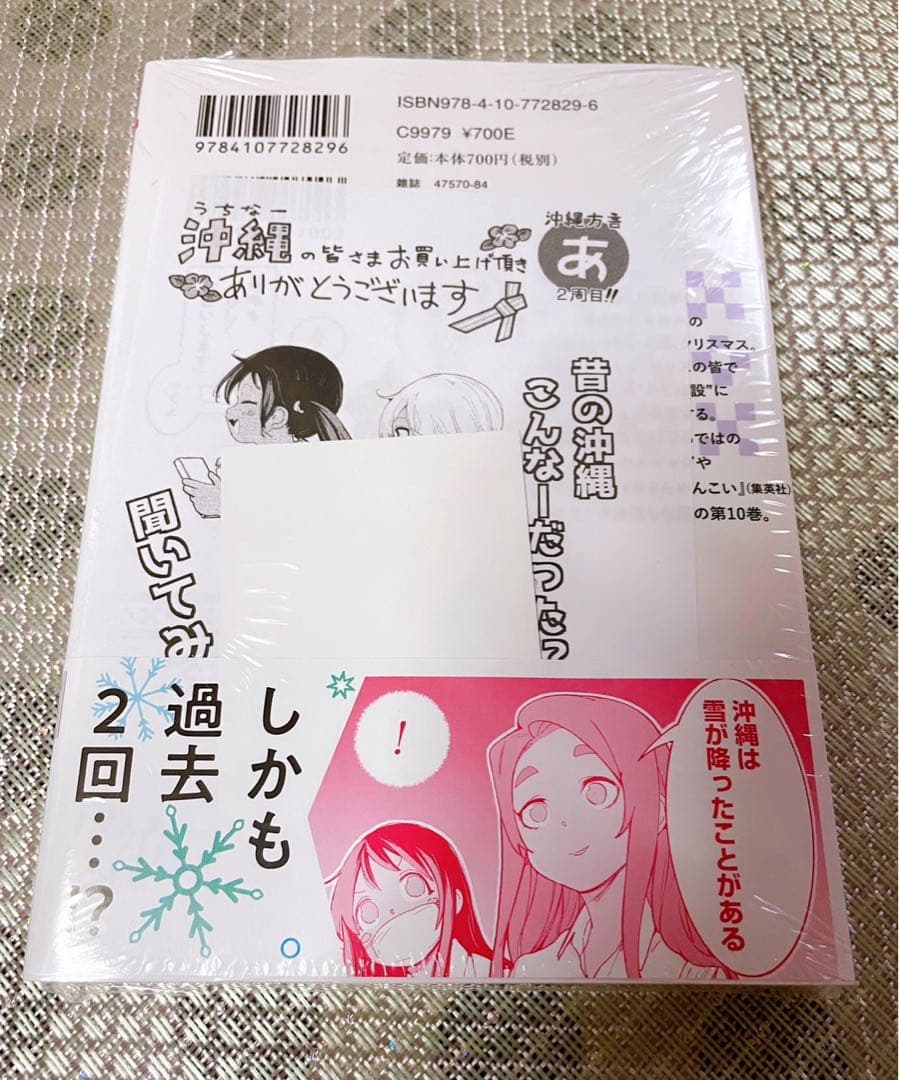 ISBN978-4-10-772829-6
C9979 ¥700E
9784107728296
定価:本体700円(税別)
雑誌 47570-84
うちなー
沖縄の皆さまお買い上げ頂き
ありがとうございます
沖縄方言
あ
2周目!!
昔の沖縄
こんなーだった
聞いてみ
の
クリスマス。
の皆で
設”に
する。
ではの
や
んこい』(集英社)
の第10巻。
しかも
過去
2回…!?
!
沖縄は
雪が降ったことがある